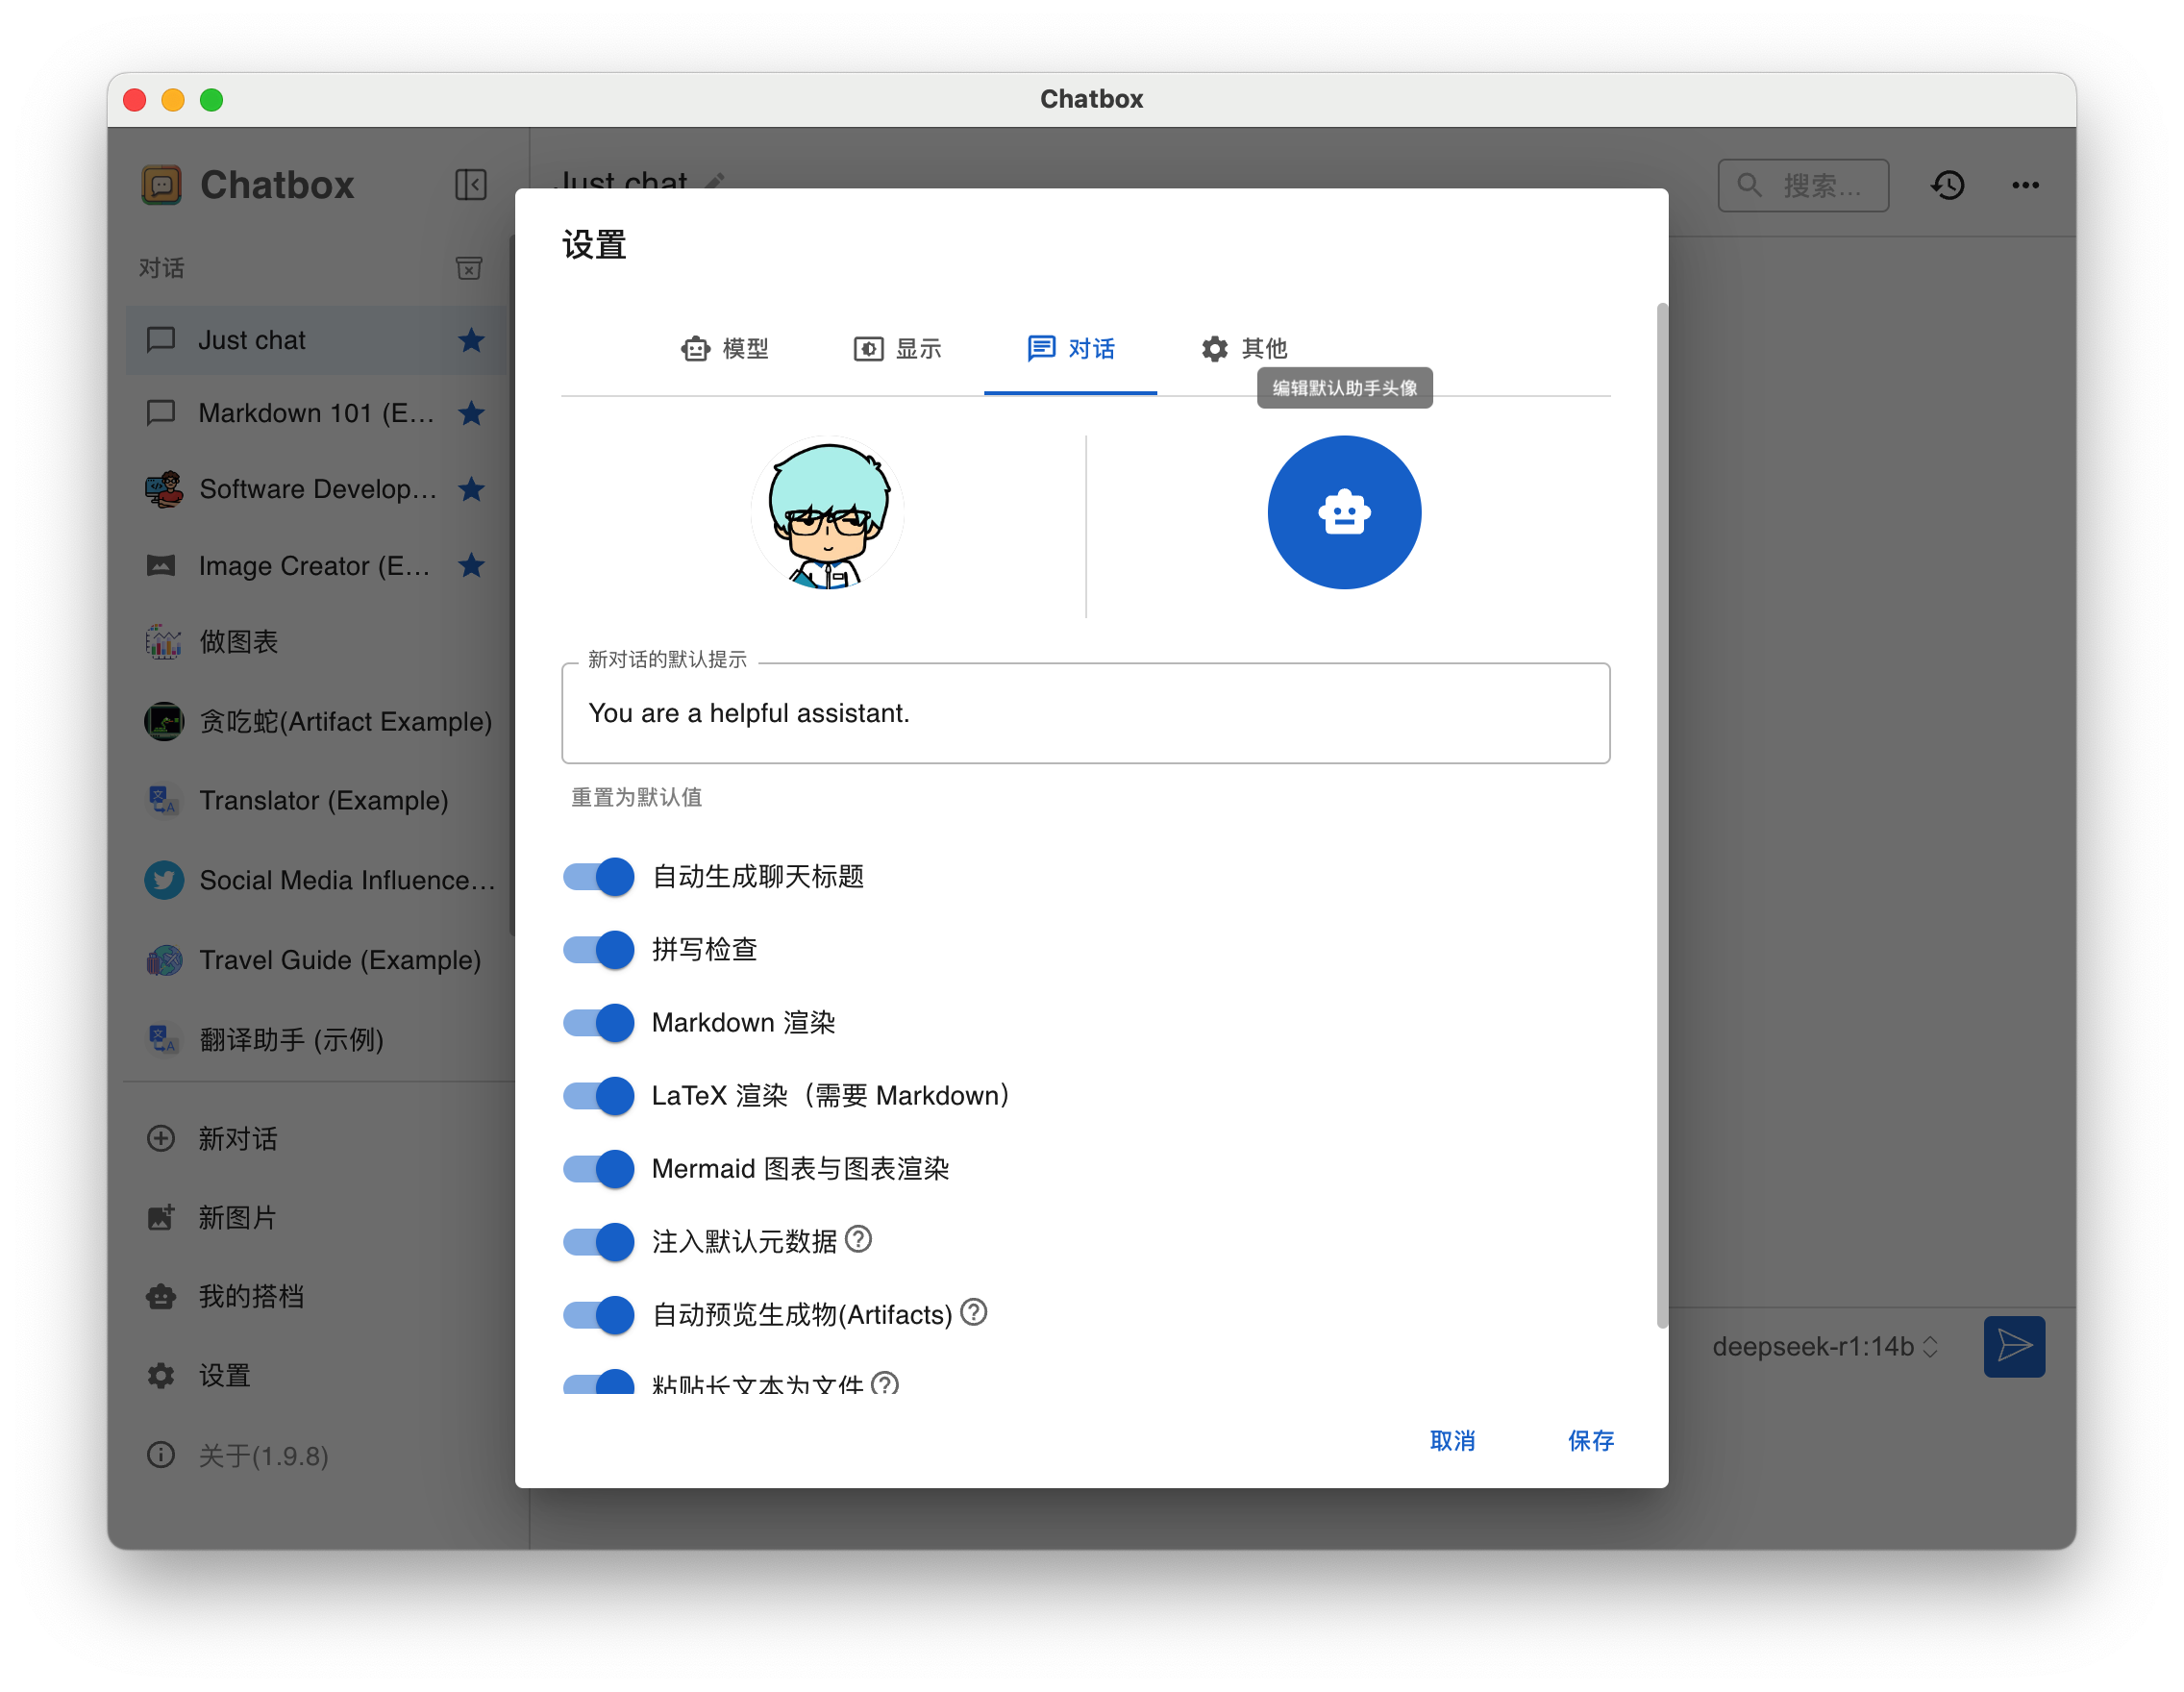 Chatbox
Chatbox
对话
Just chat
Markdown 101 (E...
Software Develop...
Image Creator (E...
做图表
贪吃蛇(Artifact Example)
Translator (Example)
Social Media Influence...
Travel Guide (Example)
翻译助手 (示例)
新对话
新图片
我的搭档
设置
关于(1.9.8)
Just chat
搜索...
设置
模型
显示
对话
其他
编辑默认助手头像
新对话的默认提示
You are a helpful assistant.
重置为默认值
自动生成聊天标题
拼写检查
Markdown 渲染
LaTeX 渲染（需要 Markdown）
Mermaid 图表与图表渲染
注入默认元数据
自动预览生成物(Artifacts)
粘贴长文本为文件
取消
保存
deepseek-r1:14b